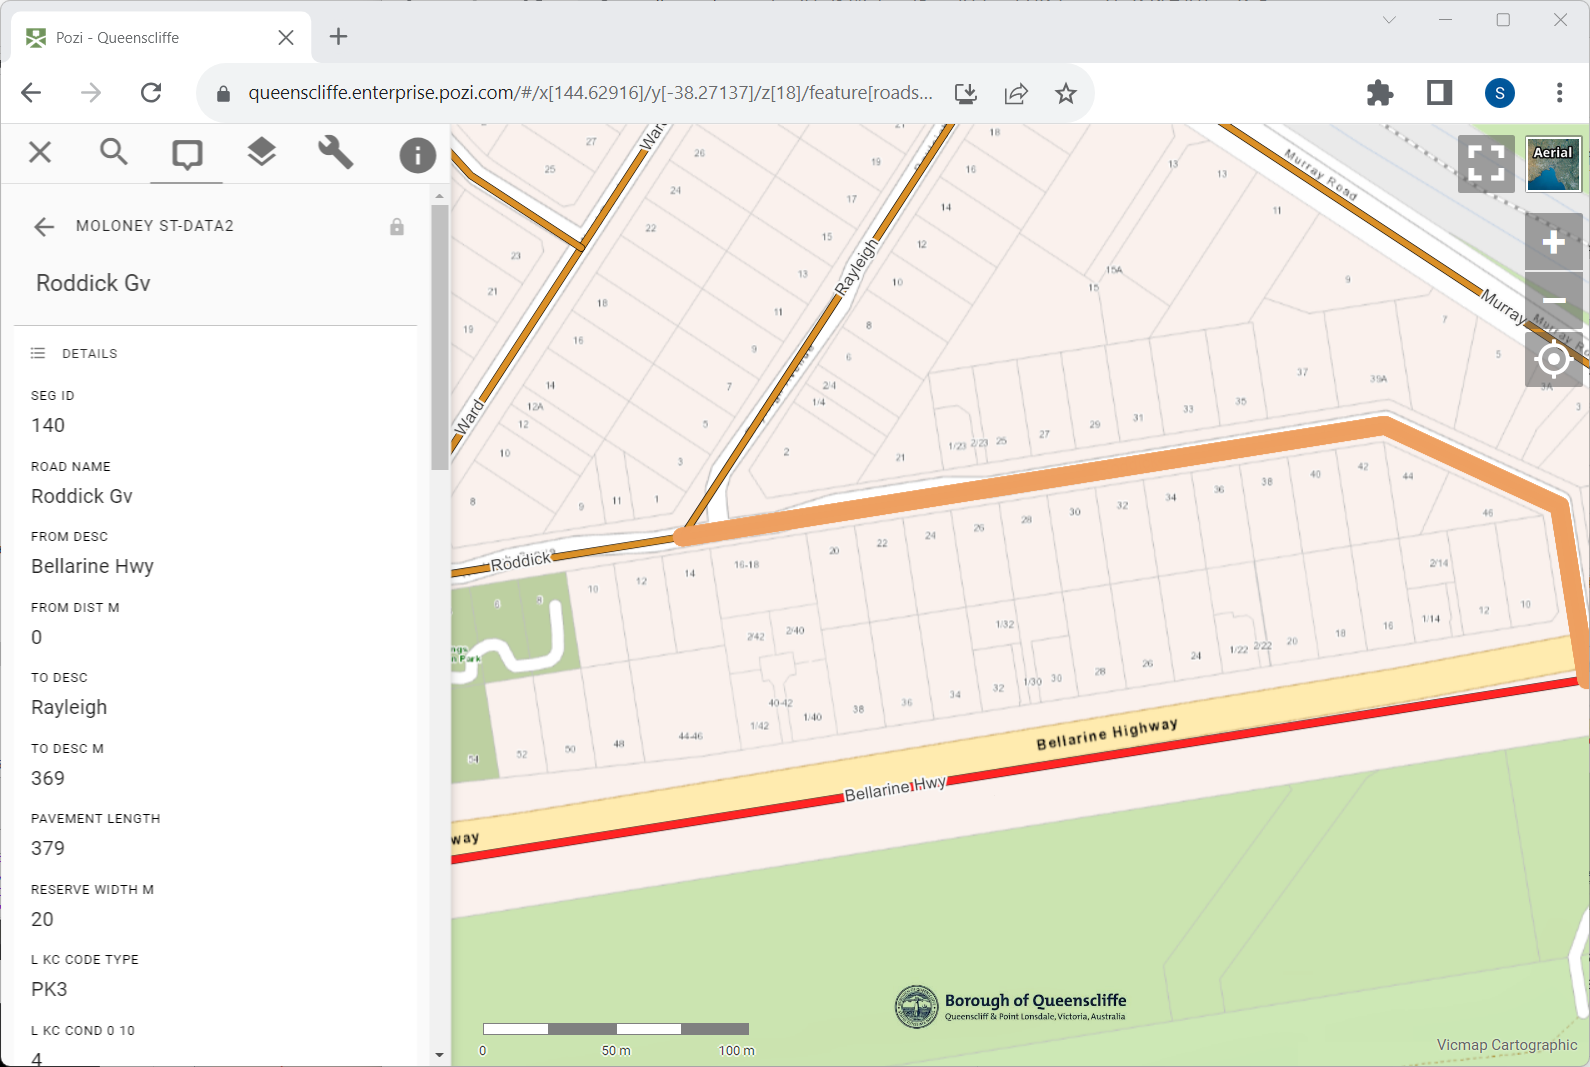 Pozi - Queenscliffe
queenscliffe.enterprise.pozi.com/#/x[144.62916]/y[-38.27137]/z[18]/feature[roads...
S
MOLONEY ST-DATA2
Roddick Gv
DETAILS
SEG ID
140
ROAD NAME
Roddick Gv
FROM DESC
Bellarine Hwy
FROM DIST M
0
TO DESC
Rayleigh
TO DESC M
369
PAVEMENT LENGTH
379
RESERVE WIDTH M
20
L KC CODE TYPE
PK3
L KC COND 0 10
4
Aerial
Ward
27
26
25
24
22
23
21
19
18
16
14
12A
12
10
Ward
8
9
11
1
3
5
7
9
11
13
15
17
19
21
18
16
14
12
10
8
6
2/4
1/4
2
21
Rayleigh
Murray Road
13
13
11
15A
15
9
7
5
3A
3
Murray
37
39A
1/23 2/23 25
27
29
31
33
35
Roddick
6
8
10
12
14
16-18
20
22
24
26
28
30
32
34
36
38
40
42
44
46
2/14
1/14
12
10
16
18
20
1/22 2/22
24
26
28
1/30 30
32
1/32
34
36
38
2/42
2/40
40-42
1/42
1/40
44-46
48
50
52
54
Bellarine Highway
Bellarine Hwy
way
Borough of Queenscliffe
Queenscliff & Point Lonsdale, Victoria, Australia
0 50 m 100 m
Vicmap Cartographic